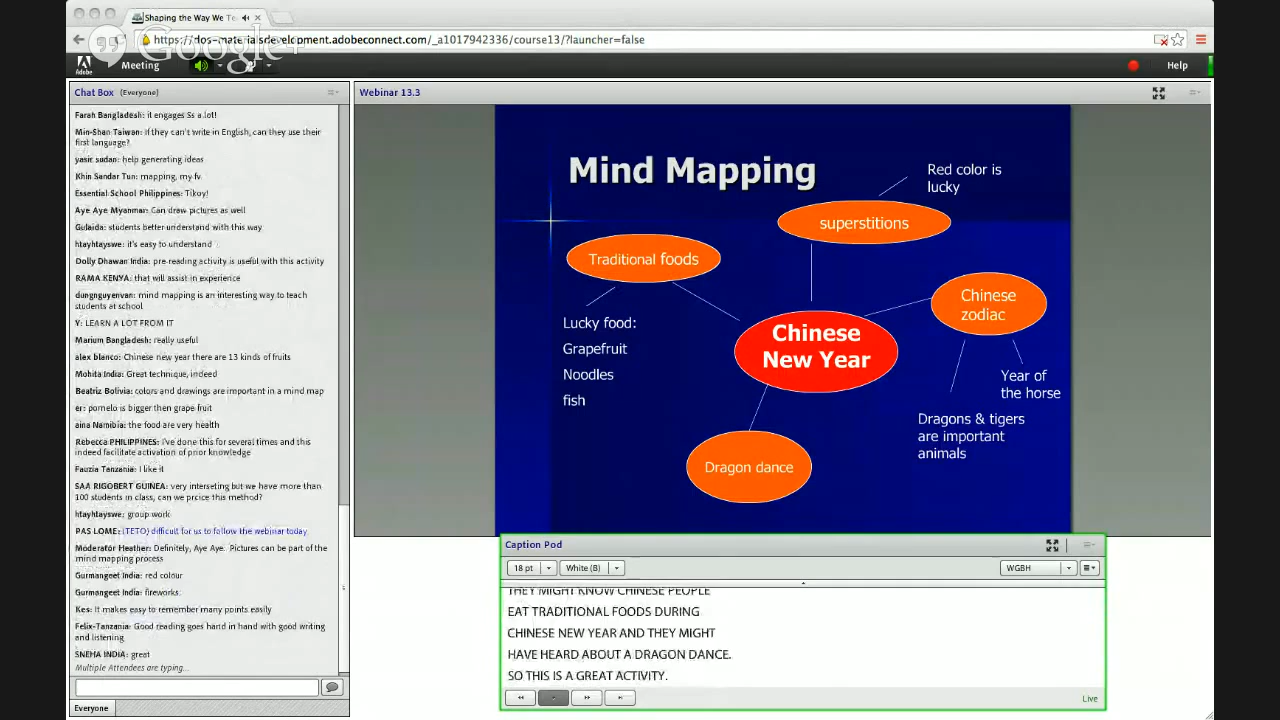 Shaping the Way We Te
https://dos-materialsdevelopment.adobeconnect.com/_a1017942336/course13/?launcher=false
Google+
Adobe
Meeting
Help
Chat Box (Everyone)
Farah Bangladesh: it engages Ss a lot!
Min-Shan Taiwan: if they can't write in English, can they use their
first language?
yasir sudan: help generating ideas
Khin Sandar Tun: mapping, my fv.
Essential School Philippines: Tikoy!
Aye Aye Myanmar: Can draw pictures as well
Gulaida: students better understand with this way
htayhtayswe: it's easy to understand
Dolly Dhawan India: pre-reading activity is useful with this activity
RAMA KENYA: that will assist in experience
dungnguyenvan: mind mapping is an interesting way to teach
students at school
Y: LEARN A LOT FROM IT
Marium Bangladesh: really useful
alex blanco: Chinese new year there are 13 kinds of fruits
Mohita India: Great technique, indeed
Beatriz Bolivia: colors and drawings are important in a mind map
er: pomelo is bigger then grape fruit
aina Namibia: the food are very health
Rebecca PHILIPPINES: I've done this for several times and this
indeed facilitate activation of prior knowledge
Fauzia Tanzania: I like it
SAA RIGOBERT GUINEA: very interseting but we have more than
100 students in class, can we prcice this method?
htayhtayswe: group work
PAS LOME: (TETO) difficult for us to follow the webinar today
Moderator Heather: Definitely, Aye Aye. Pictures can be part of the
mind mapping process
Gurmangeet India: red colour
Gurmangeet India: fireworks
Kes: It makes easy to remember many points easily
Felix-Tanzania: Good reading goes hand in hand with good writing
and listening
SNEHA INDIA: great
Multiple Attendees are typing...
Everyone
Webinar 13.3
Mind Mapping
Red color is
lucky
superstitions
Traditional foods
Chinese
zodiac
Lucky food:
Grapefruit
Noodles
fish
Chinese
New Year
Year of
the horse
Dragons & tigers
are important
animals
Dragon dance
Caption Pod
18 pt
White (B)
WGBH
THEY MIGHT KNOW CHINESE PEOPLE
EAT TRADITIONAL FOODS DURING
CHINESE NEW YEAR AND THEY MIGHT
HAVE HEARD ABOUT A DRAGON DANCE.
SO THIS IS A GREAT ACTIVITY.
Live